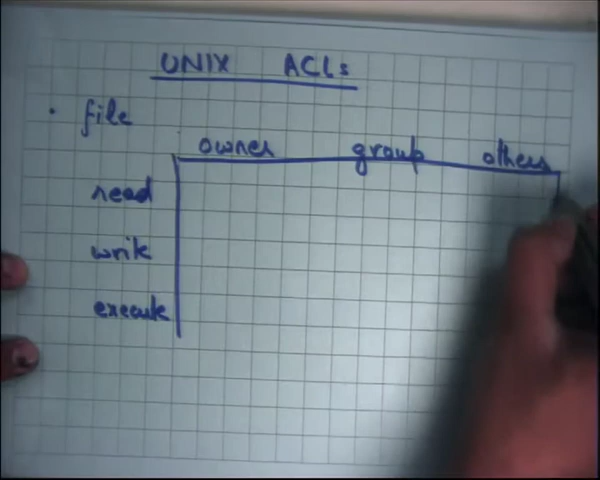 UNIX ACLs
· file
owner group others
read
write
execute